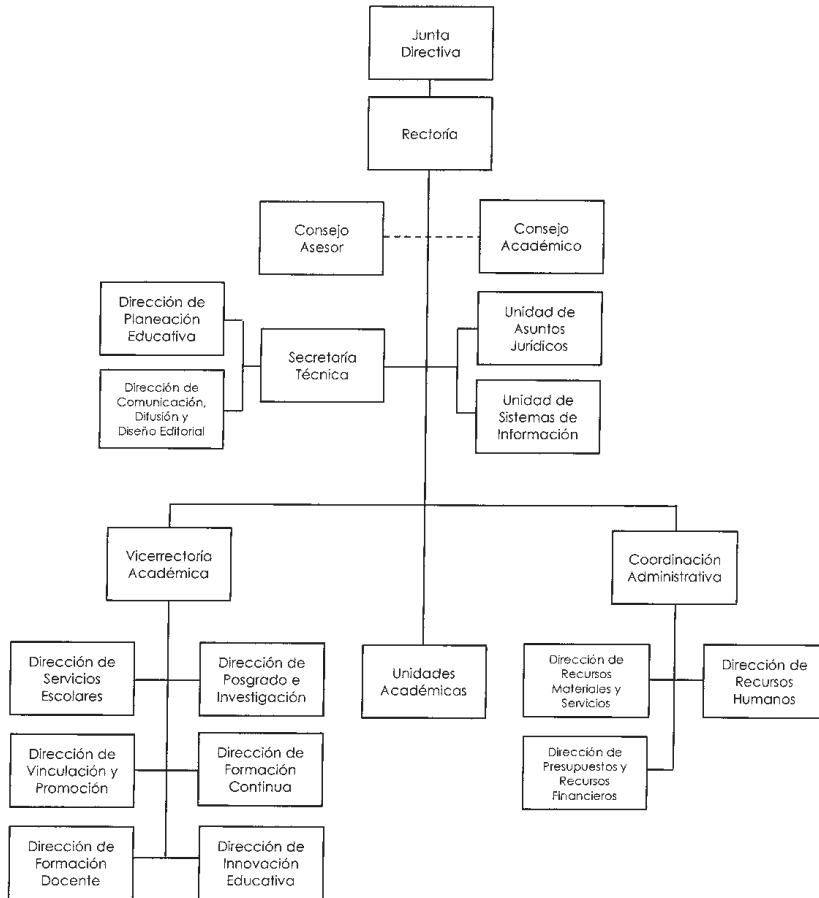 Junta
Directiva
Rectoría
Consejo
Asesor
Consejo
Académico
Dirección de
Planeación
Educativa
Dirección de
Comunicación,
Difusión y
Diseño Editorial
Secretaría
Técnica
Unidad de
Asuntos
Jurídicos
Unidad de
Sistemas de
Información
Vicerrectoría
Académica
Coordinación
Administrativa
Dirección de
Servicios
Escolares
Dirección de
Posgrado e
Investigación
Unidades
Académicas
Dirección de
Recursos
Materiales y
Servicios
Dirección de
Recursos
Humanos
Dirección de
Vinculación y
Promoción
Dirección de
Formación
Continua
Dirección de
Presupuestos y
Recursos
Financieros
Dirección de
Formación
Docente
Dirección de
Innovación
Educativa